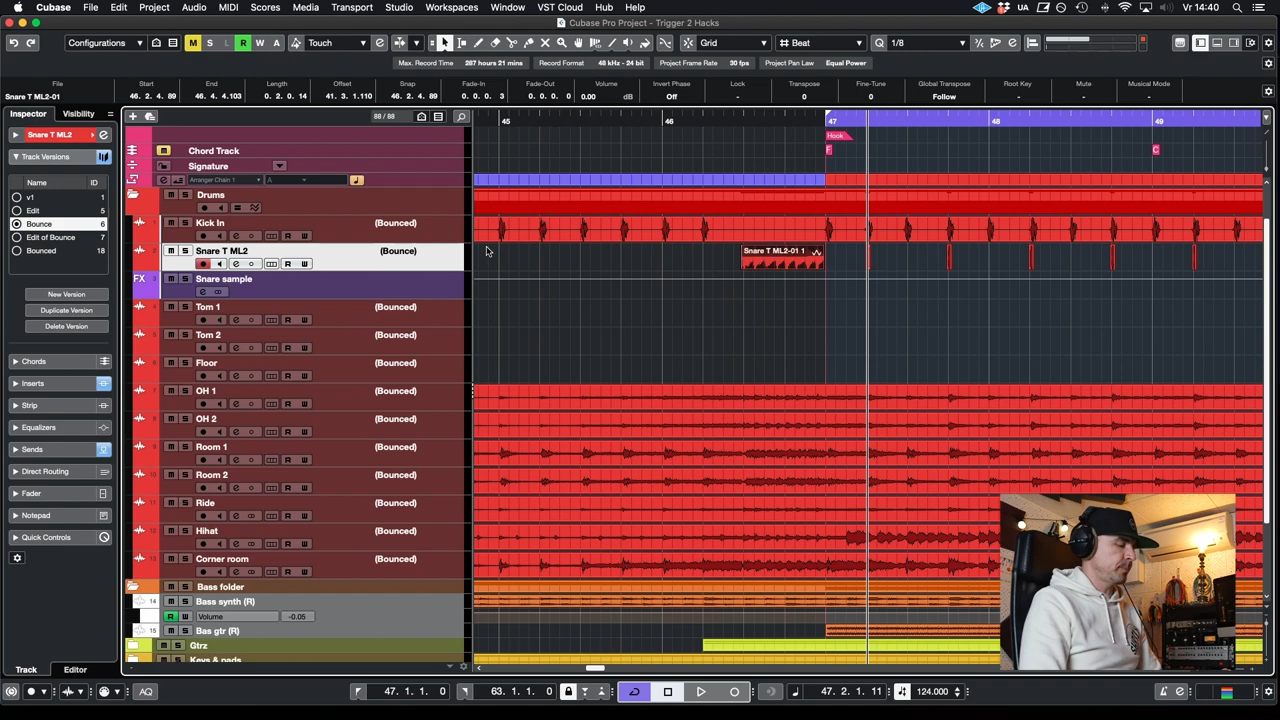 Cubase File Edit Project Audio MIDI Scores Media Transport Studio Workspaces Window VST Cloud Hub Help UA Vr 14:40
Cubase Pro Project - Trigger 2 Hacks
Configurations M S L R W A Touch Grid Beat Q 1/8
Max. Record Time 287 hours 21 mins Record Format 48 kHz - 24 bit Project Frame Rate 30 fps Project Pan Law Equal Power
File Start End Length Offset Snap Fade-In Fade-Out Volume Invert Phase Lock Transpose Fine-Tune Global Transpose Root Key Mute Musical Mode
Snare T ML2-01 46. 2. 4. 89 46. 4. 4.103 0. 2. 0. 14 41. 3. 1.110 46. 2. 4. 89 0. 0. 0. 3 0. 0. 0. 0 0.00 dB Off - 0 0 Follow - - -
Inspector Visibility 88 / 88 45 46 47 48 49
Snare T ML2
Hook
Track Versions Chord Track F C
Signature
Name ID Arranger Chain 1 A
v1 1 Drums
Edit 5
Bounce 6 Kick In (Bounced)
Edit of Bounce 7
Bounced 18 Snare T ML2 (Bounce) Snare T ML2-01 1
FX Snare sample
New Version
Duplicate Version Tom 1 (Bounced)
Delete Version
Tom 2 (Bounced)
Chords Floor (Bounced)
Inserts OH 1 (Bounced)
Strip OH 2 (Bounced)
Equalizers
Sends Room 1 (Bounced)
Direct Routing Room 2 (Bounced)
Fader Ride (Bounced)
Notepad Hihat (Bounced)
Quick Controls
Corner room (Bounced)
Bass folder
14 Bass synth (R)
R W Volume -0.05
15 Bas gtr (R)
Gtrz
Keys & pads
Track Editor
AQ 47. 1. 1. 0 63. 1. 1. 0 47. 2. 1. 11 124.000